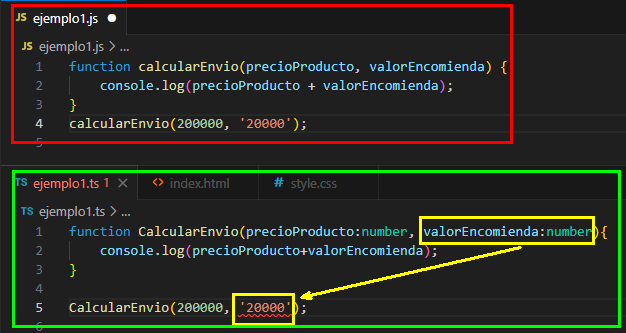 JS ejemplo1.js ●
JS ejemplo1.js > ...
1 function calcularEnvio(precioProducto, valorEncomienda) {
2 console.log(precioProducto + valorEncomienda);
3 }
4 calcularEnvio(200000, '20000');
5
TS ejemplo1.ts 1 × <> index.html # style.css
TS ejemplo1.ts > ...
1 function CalcularEnvio(precioProducto:number, valorEncomienda:number){
2 console.log(precioProducto+valorEncomienda);
3 }
4
5 CalcularEnvio(200000, '20000');
6